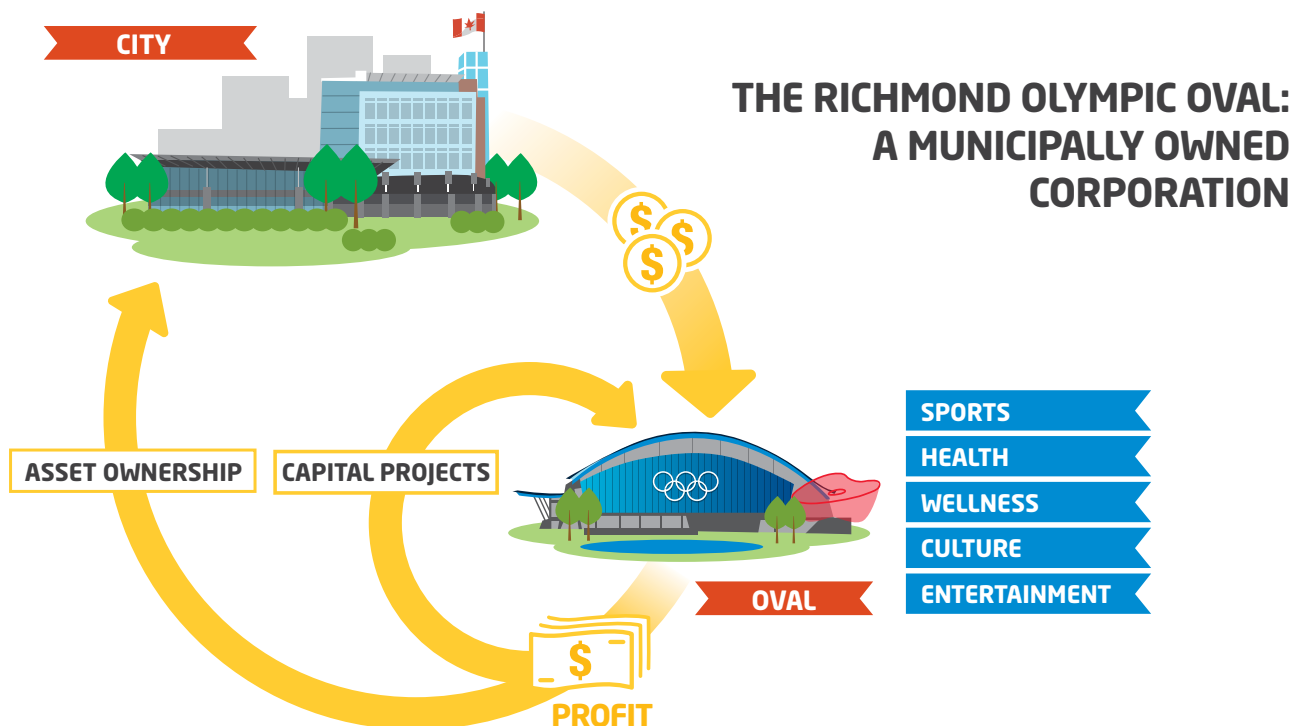 CITY
THE RICHMOND OLYMPIC OVAL:
A MUNICIPALLY OWNED
CORPORATION
$
$
$
ASSET OWNERSHIP
CAPITAL PROJECTS
SPORTS
HEALTH
WELLNESS
CULTURE
ENTERTAINMENT
OVAL
$
PROFIT